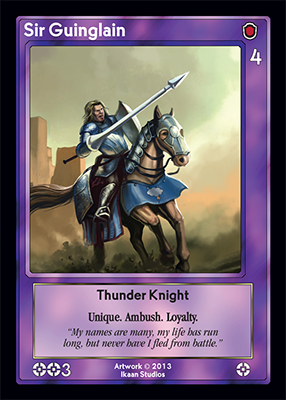 Sir Guinglain
4
Thunder Knight
Unique. Ambush. Loyalty.
“My names are many, my life has run
long, but never have I fled from battle.”
3
Artwork © 2013
Ikaan Studios